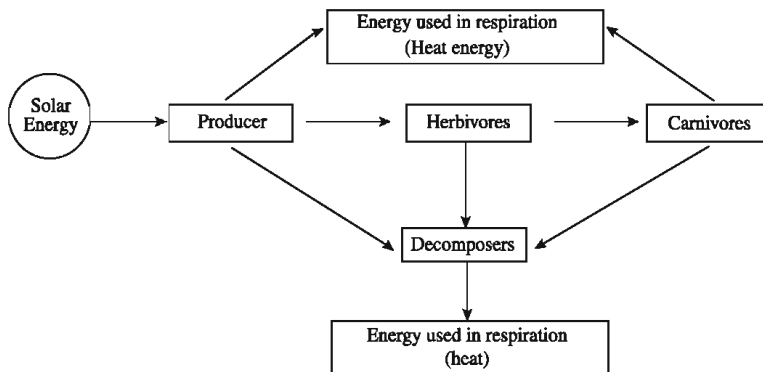 Energy used in respiration
(Heat energy)
Solar
Energy
Producer
Herbivores
Carnivores
Decomposers
Energy used in respiration
(heat)